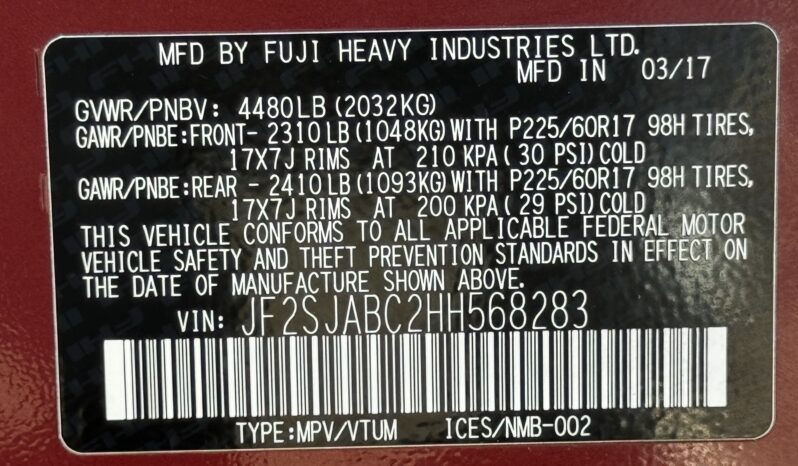 MFD BY FUJI HEAVY INDUSTRIES LTD.
MFD IN 03/17
GVWR/PNBV: 4480LB(2032KG)
GAWR/PNBE:FRONT- 2310LB(1048KG)WITH P225/60R17 98H TIRES,
17X7J RIMS AT 210 KPA( 30 PSI)COLD
GAWR/PNBE:REAR - 2410LB(1093KG)WITH P225/60R17 98H TIRES,
17X7J RIMS AT 200 KPA( 29 PSI)COLD
THIS VEHICLE CONFORMS TO ALL APPLICABLE FEDERAL MOTOR
VEHICLE SAFETY AND THEFT PREVENTION STANDARDS IN EFFECT ON
THE DATE OF MANUFACTURE SHOWN ABOVE.
VIN: JF2SJABC2HH568283
TYPE:MPV/VTUM ICES/NMB-002